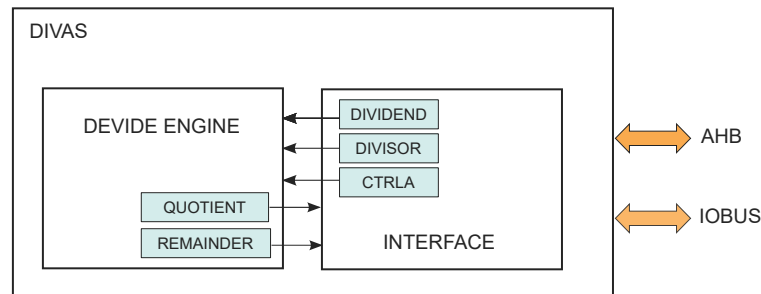 DIVAS
DEVIDE ENGINE
DIVIDEND
DIVISOR
CTRLA
QUOTIENT
REMAINDER
INTERFACE
AHB
IOBUS